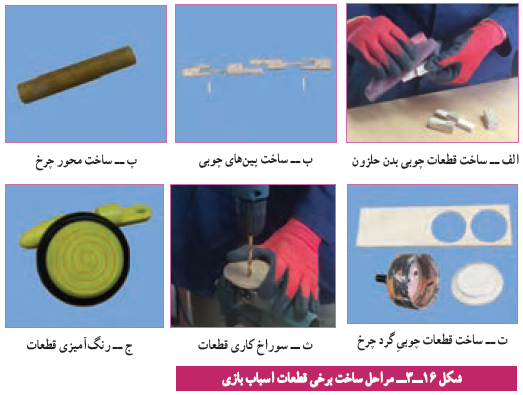 الف ــ ساخت قطعات چوبی بدن حلزون
ب ــ ساخت پین‌های چوبی
پ ــ ساخت محور چرخ
ت ــ ساخت قطعات چوبیِ گرد چرخ
ث ــ سوراخ کاری قطعات
ج ــ رنگ‌آمیزی قطعات
شکل ۱۶ــ۳ــ مراحل ساخت برخی قطعات اسباب بازی